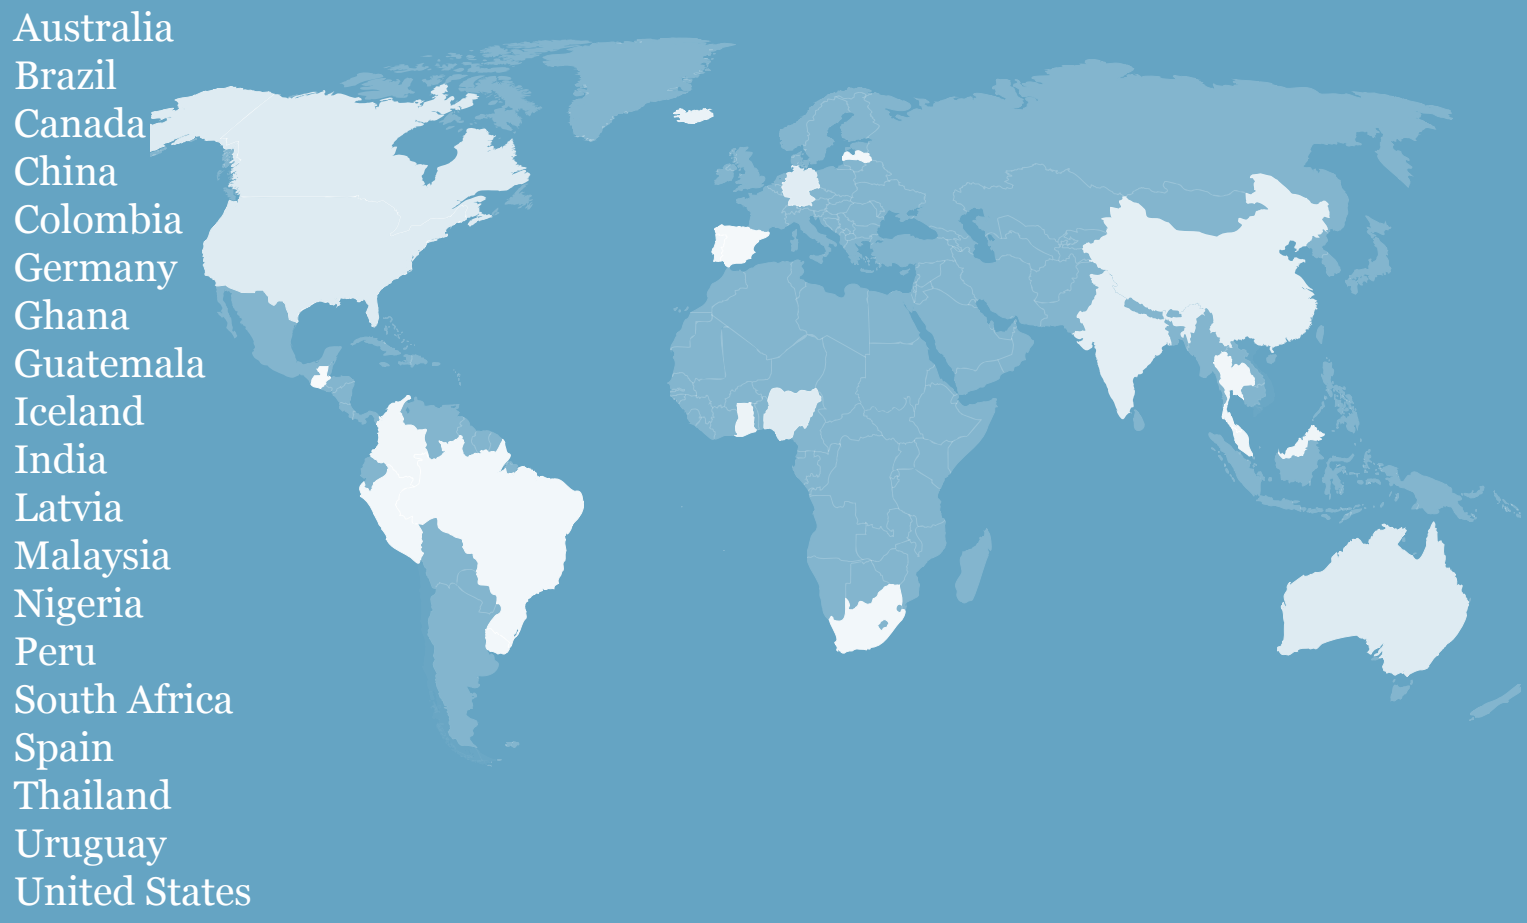 Australia
Brazil
Canada
China
Colombia
Germany
Ghana
Guatemala
Iceland
India
Latvia
Malaysia
Nigeria
Peru
South Africa
Spain
Thailand
Uruguay
United States